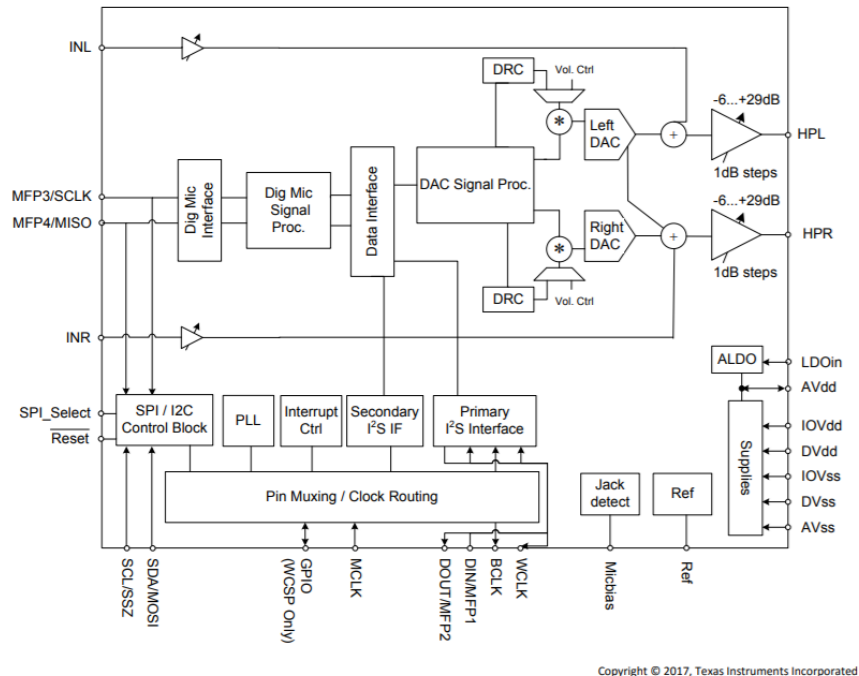 INL
DRC
Vol. Ctrl
-6...+29dB
*
Left
DAC
+
HPL
1dB steps
MFP3/SCLK
MFP4/MISO
Dig Mic
Interface
Dig Mic
Signal
Proc.
Data Interface
DAC Signal Proc.
-6...+29dB
*
Right
DAC
+
HPR
1dB steps
DRC
Vol. Ctrl
INR
ALDO
LDOin
AVdd
SPI_Select
Reset
SPI / I2C
Control Block
PLL
Interrupt
Ctrl
Secondary
I²S IF
Primary
I²S Interface
Supplies
IOVdd
DVdd
IOVss
DVss
AVss
Pin Muxing / Clock Routing
Jack
detect
Ref
SCL/SSZ
SDA/MOSI
GPIO
(WCSP Only)
MCLK
DOUT/MFP2
DIN/MFP1
BCLK
WCLK
Micbias
Ref
Copyright © 2017, Texas Instruments Incorporated